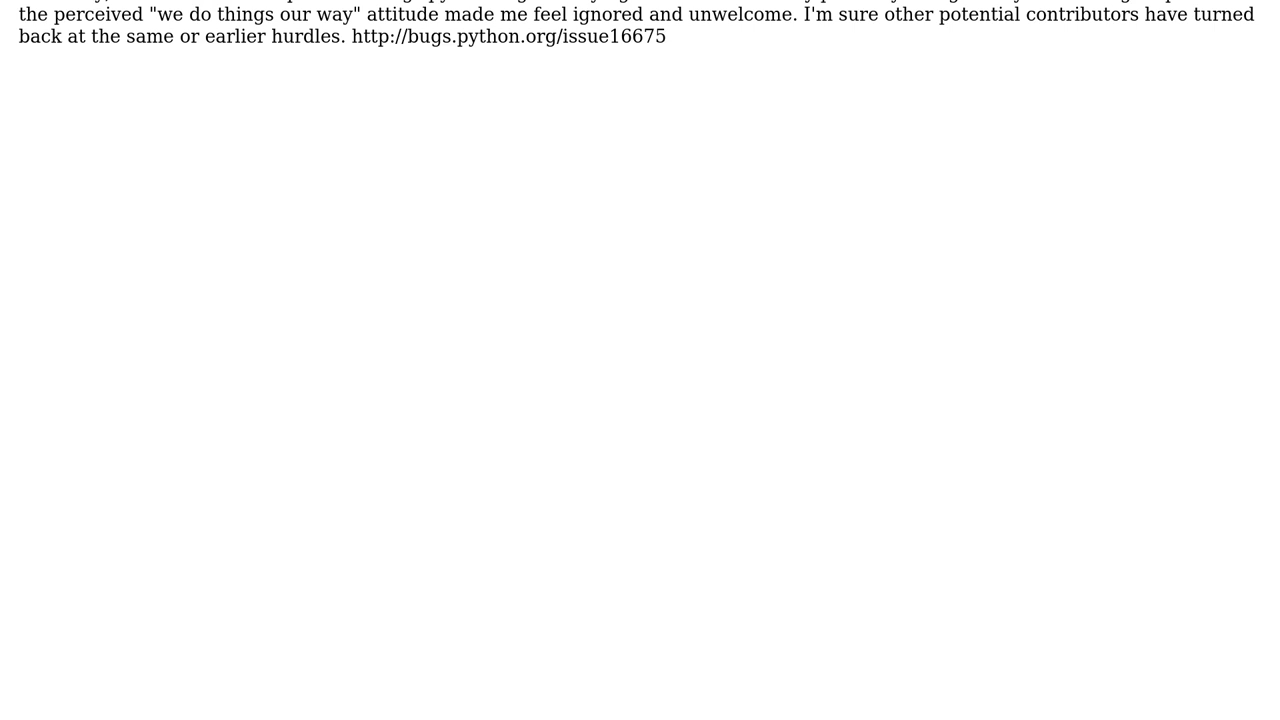 the perceived "we do things our way" attitude made me feel ignored and unwelcome. I'm sure other potential contributors have turned
back at the same or earlier hurdles. http://bugs.python.org/issue16675